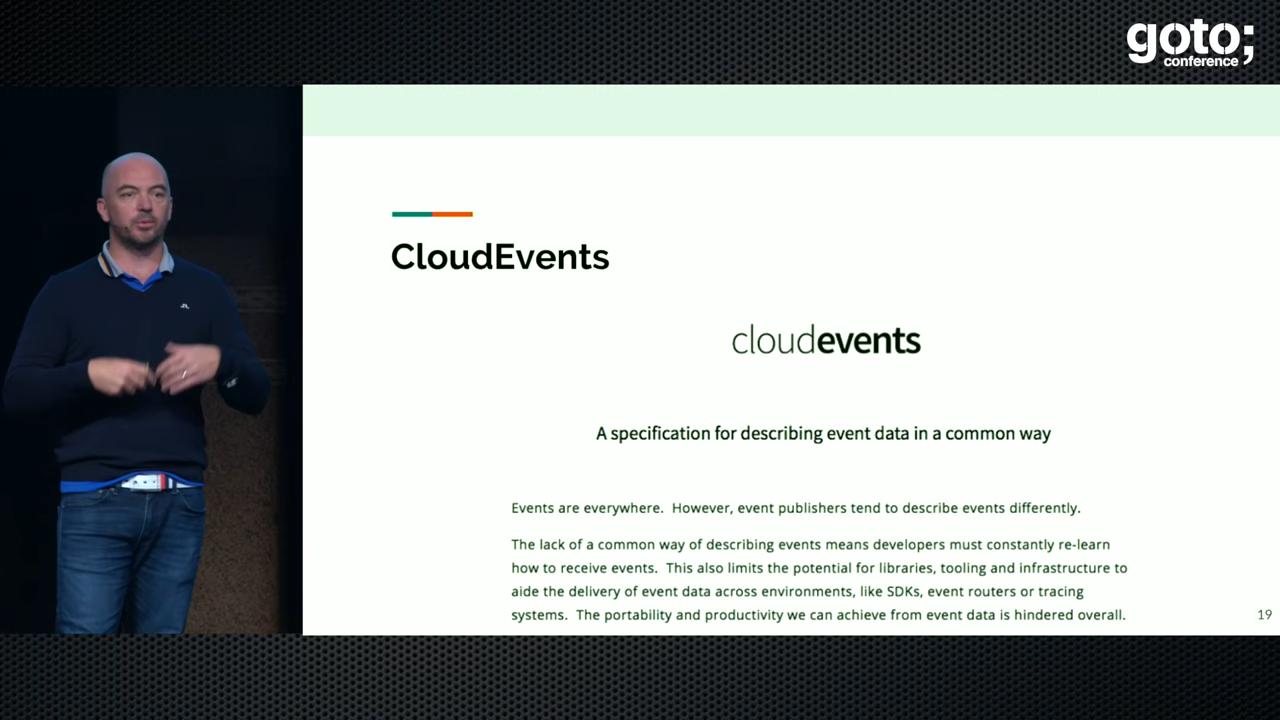 goto;
conference
CloudEvents
cloudevents
A specification for describing event data in a common way
Events are everywhere. However, event publishers tend to describe events differently.
The lack of a common way of describing events means developers must constantly re-learn
how to receive events. This also limits the potential for libraries, tooling and infrastructure to
aide the delivery of event data across environments, like SDKs, event routers or tracing
systems. The portability and productivity we can achieve from event data is hindered overall.
19